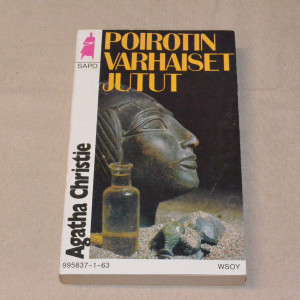 SAPO
POIROTIN
VARHAISET
JUTUT
Agatha Christie
995837-1-63
WSOY